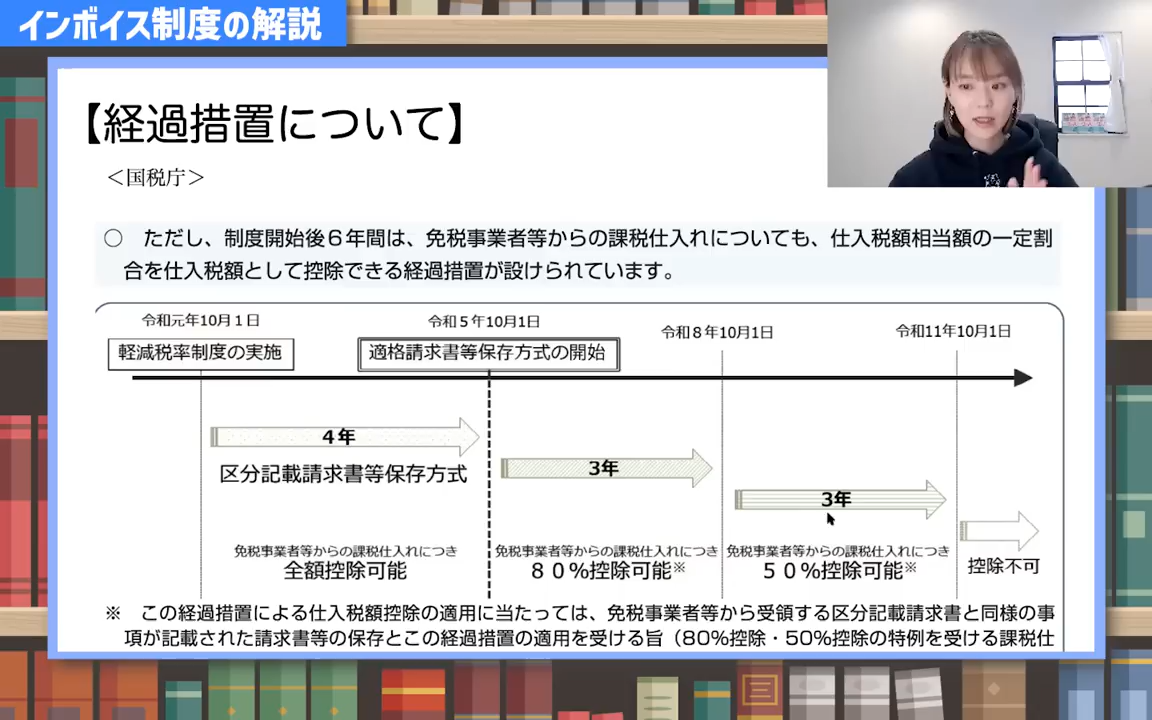 インボイス制度の解説
【経過措置について】
＜国税庁＞
○　ただし、制度開始後６年間は、免税事業者等からの課税仕入れについても、仕入税額相当額の一定割
合を仕入税額として控除できる経過措置が設けられています。
令和元年10月１日
令和５年10月1日
令和８年10月1日
令和11年10月1日
軽減税率制度の実施
適格請求書等保存方式の開始
４年
区分記載請求書等保存方式
3年
3年
免税事業者等からの課税仕入れにつき
全額控除可能
免税事業者等からの課税仕入れにつき
８０%控除可能※
免税事業者等からの課税仕入れにつき
５０%控除可能※
控除不可
※　この経過措置による仕入税額控除の適用に当たっては、免税事業者等から受領する区分記載請求書と同様の事
項が記載された請求書等の保存とこの経過措置の適用を受ける旨（80%控除・50%控除の特例を受ける課税仕